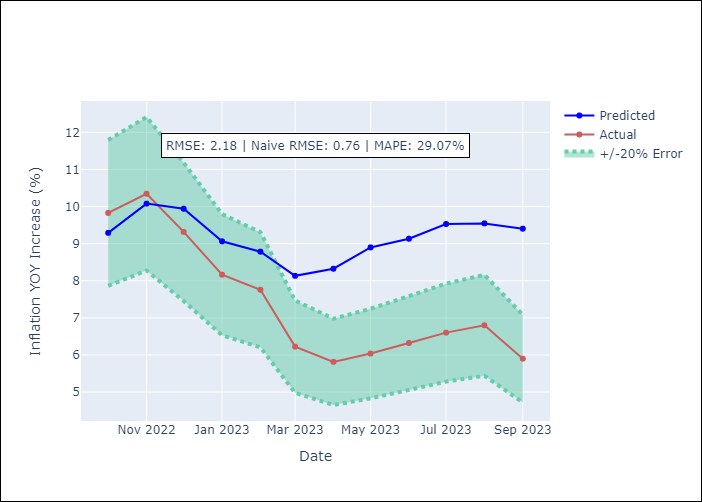 RMSE: 2.18 | Naive RMSE: 0.76 | MAPE: 29.07%
Predicted
Actual
+/-20% Error
Inflation YOY Increase (%)
12
11
10
9
8
7
6
5
Nov 2022 Jan 2023 Mar 2023 May 2023 Jul 2023 Sep 2023
Date